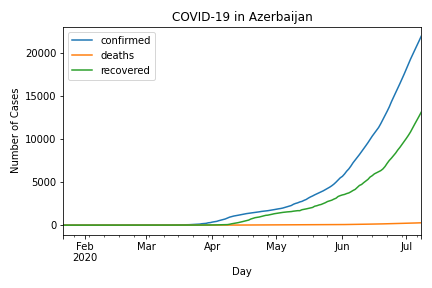 COVID-19 in Azerbaijan
confirmed
deaths
recovered
Number of Cases
20000
15000
10000
5000
0
Feb
2020
Mar
Apr
May
Jun
Jul
Day